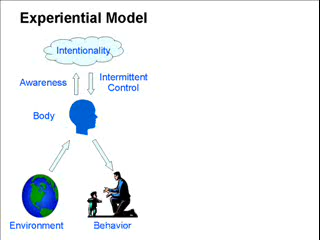 Experiential Model
Intentionality
Awareness
Intermittent
Control
Body
Environment
Behavior